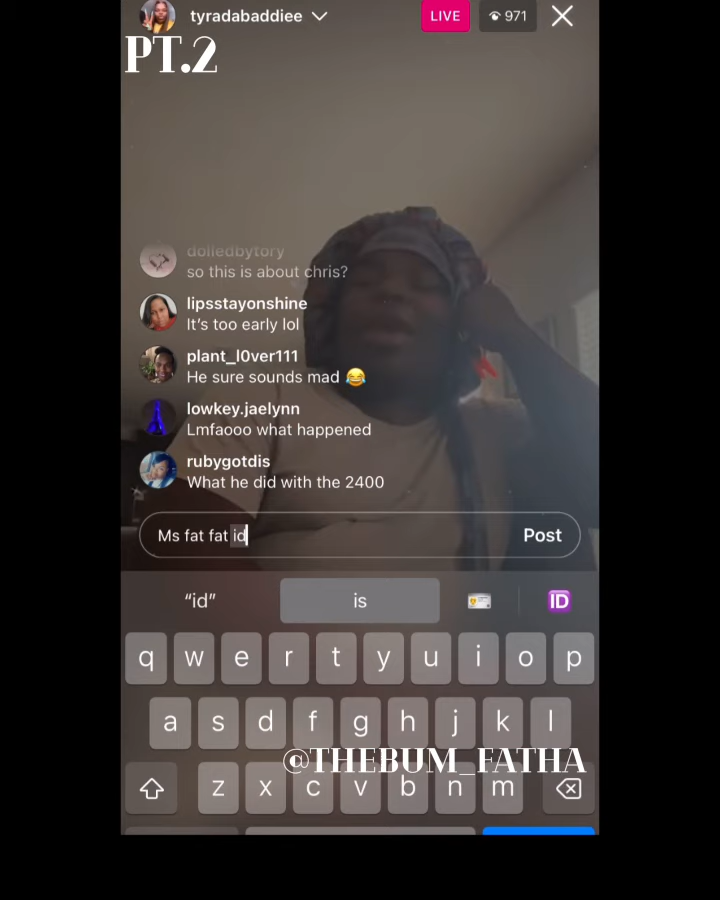 tyradabaddiee
LIVE
971
PT.2
dolledbytory
so this is about chris?
lipsstayonshine
It's too early lol
plant_l0ver111
He sure sounds mad 😂
lowkey.jaelynn
Lmfaooo what happened
rubygotdis
What he did with the 2400
Ms fat fat id
Post
“id”
is
🪪
🆔
q w e r t y u i o p
a s d f g h j k l
@THEBUM_FATHA
z x c v b n m